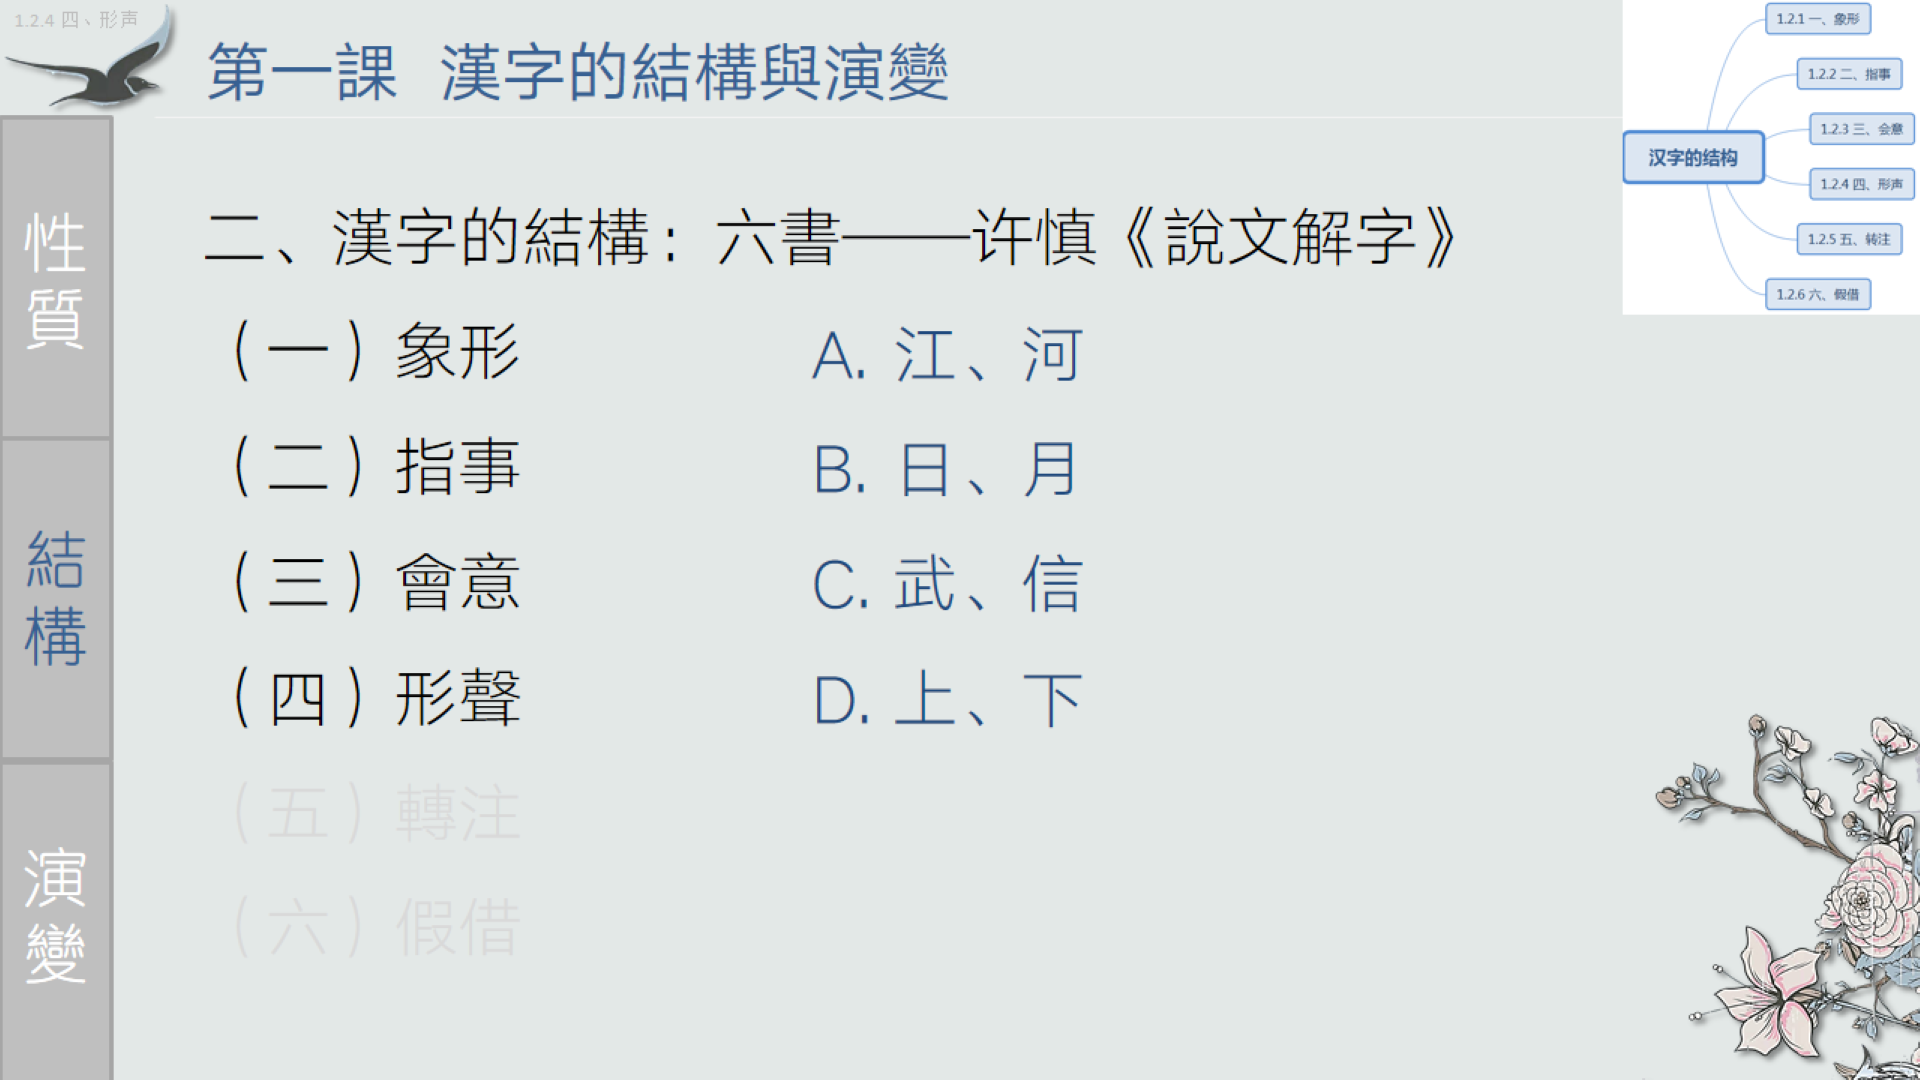 1.2.4 四、形声
第一課 漢字的結構與演變
性質
結構
演變
二、漢字的結構：六書——许慎《説文解字》
（一）象形 A. 江、河
（二）指事 B. 日、月
（三）會意 C. 武、信
（四）形聲 D. 上、下
（五）轉注
（六）假借
汉字的结构
1.2.1 一、象形
1.2.2 二、指事
1.2.3 三、会意
1.2.4 四、形声
1.2.5 五、转注
1.2.6 六、假借